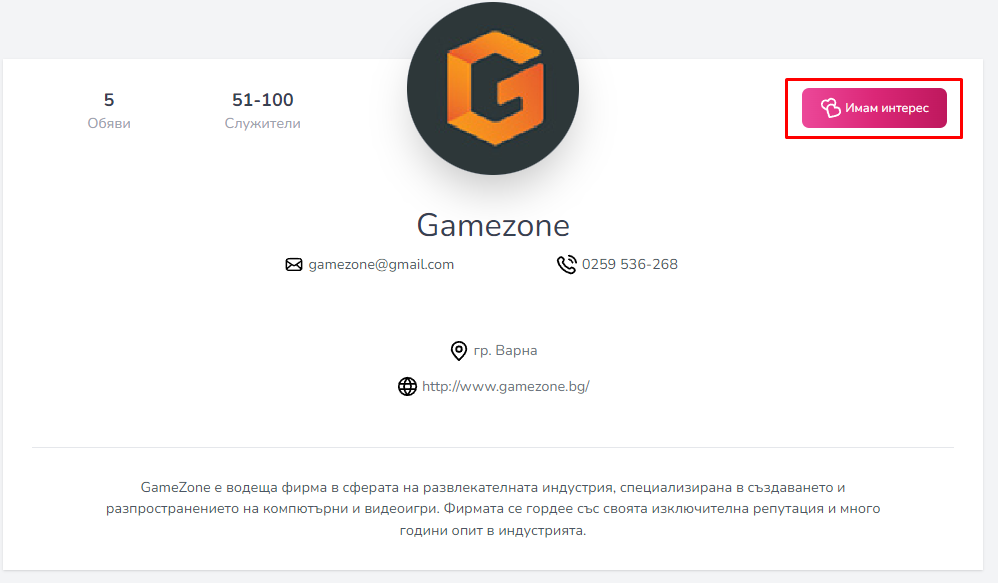 5
Обяви
51-100
Служители
Имам интерес
Gamezone
gamezone@gmail.com
0259 536-268
гр. Варна
http://www.gamezone.bg/
GameZone е водеща фирма в сферата на развлекателната индустрия, специализирана в създаването и
разпространението на компютърни и видеоигри. Фирмата се гордее със своята изключителна репутация и много
години опит в индустрията.